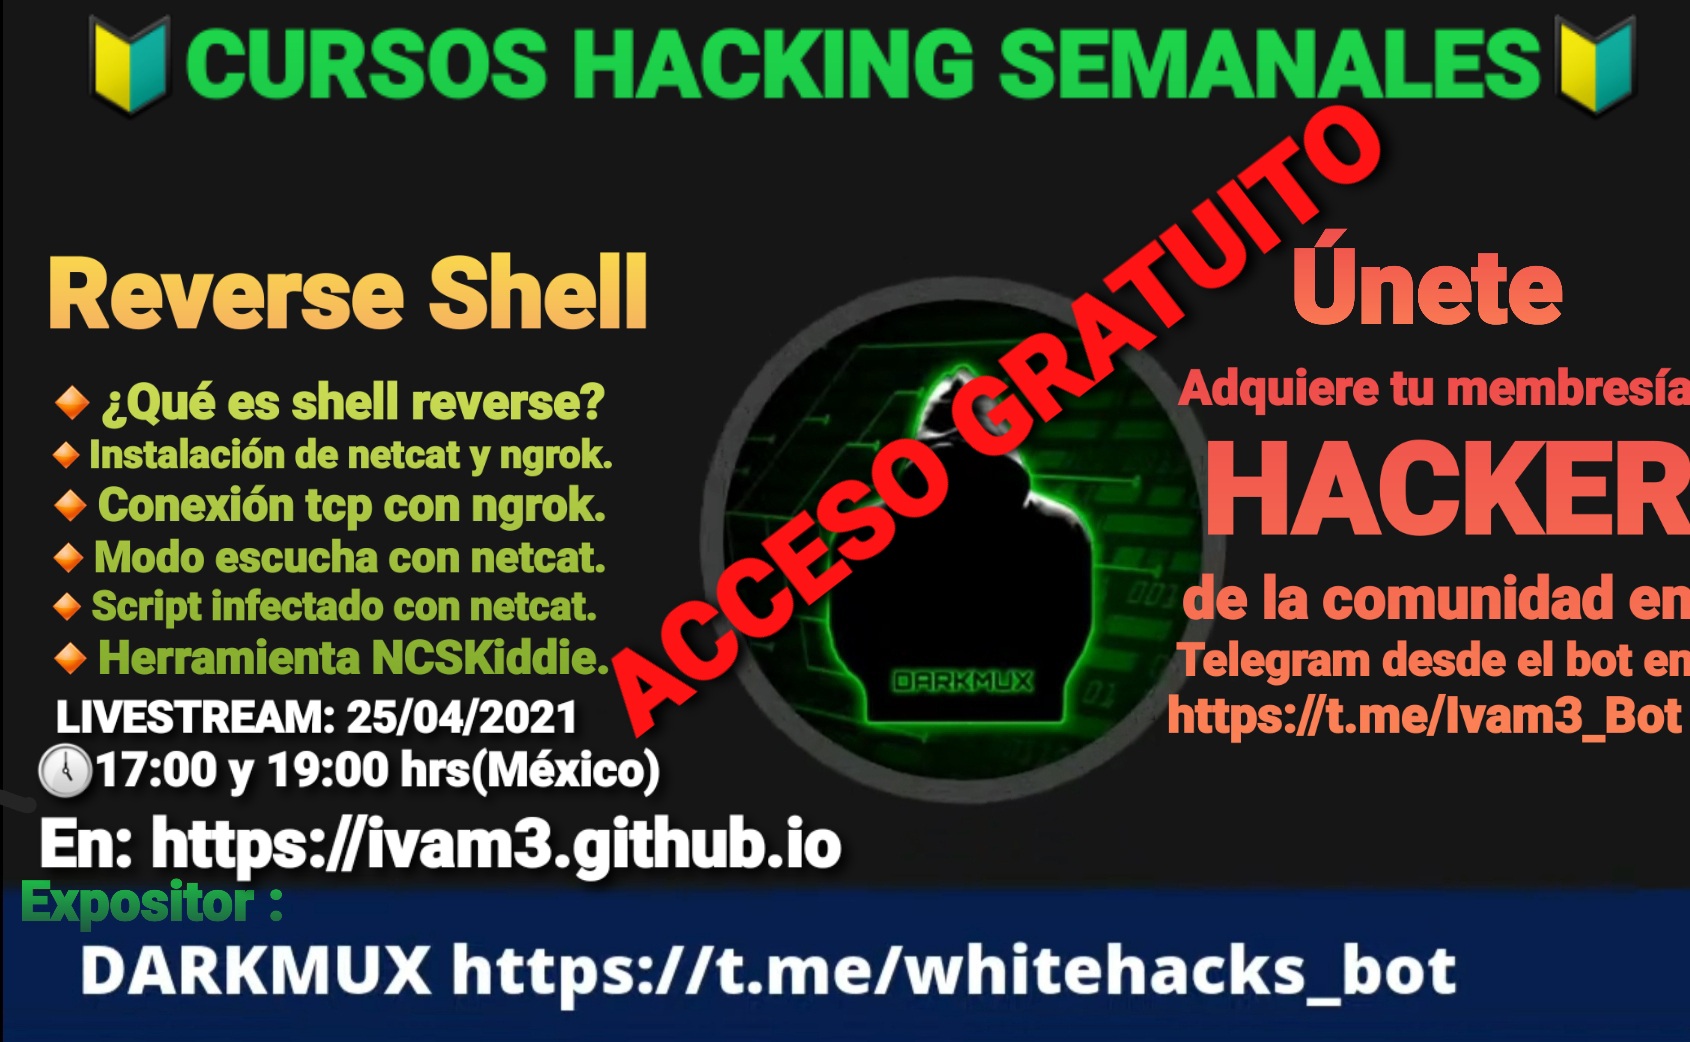 CURSOS HACKING SEMANALES
ACCESO GRATUITO
Reverse Shell
¿Qué es shell reverse?
Instalación de netcat y ngrok.
Conexión tcp con ngrok.
Modo escucha con netcat.
Script infectado con netcat.
Herramienta NCSKiddie.
LIVESTREAM: 25/04/2021
17:00 y 19:00 hrs(México)
En: https://ivam3.github.io
DARKMUX
Únete
Adquiere tu membresía
HACKER
de la comunidad en
Telegram desde el bot en
https://t.me/Ivam3_Bot
Expositor :
DARKMUX https://t.me/whitehacks_bot